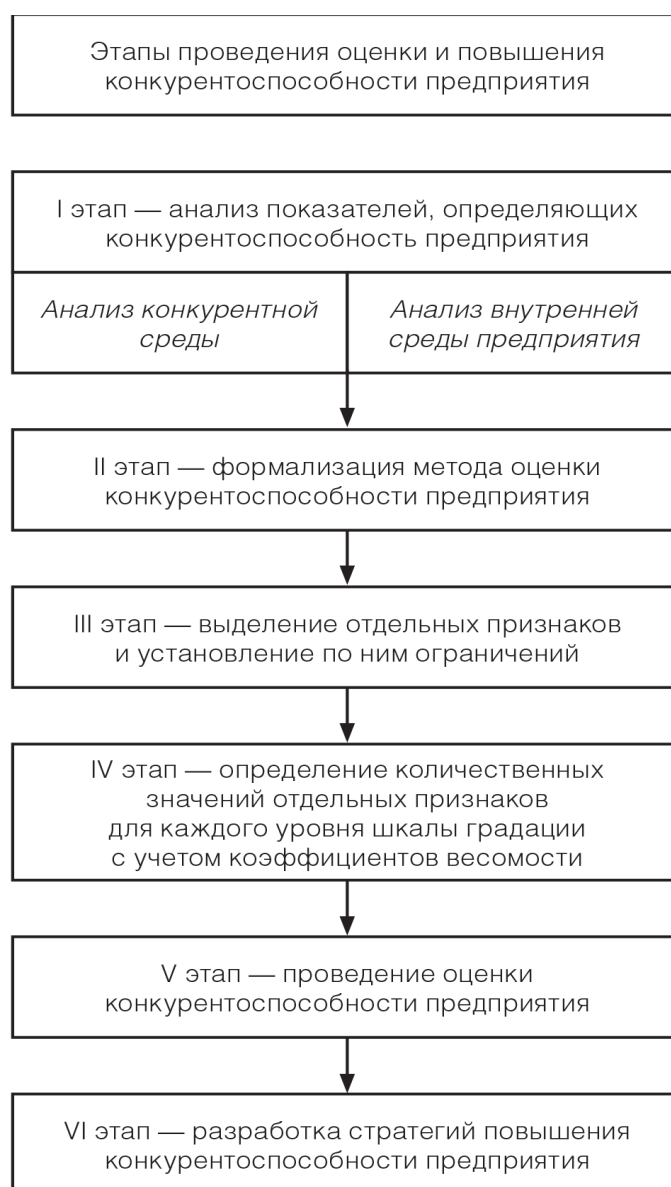 Этапы проведения оценки и повышения
конкурентоспособности предприятия
I этап — анализ показателей, определяющих
конкурентоспособность предприятия
Анализ конкурентной
среды
Анализ внутренней
среды предприятия
II этап — формализация метода оценки
конкурентоспособности предприятия
III этап — выделение отдельных признаков
и установление по ним ограничений
IV этап — определение количественных
значений отдельных признаков
для каждого уровня шкалы градации
с учетом коэффициентов весомости
V этап — проведение оценки
конкурентоспособности предприятия
VI этап — разработка стратегий повышения
конкурентоспособности предприятия